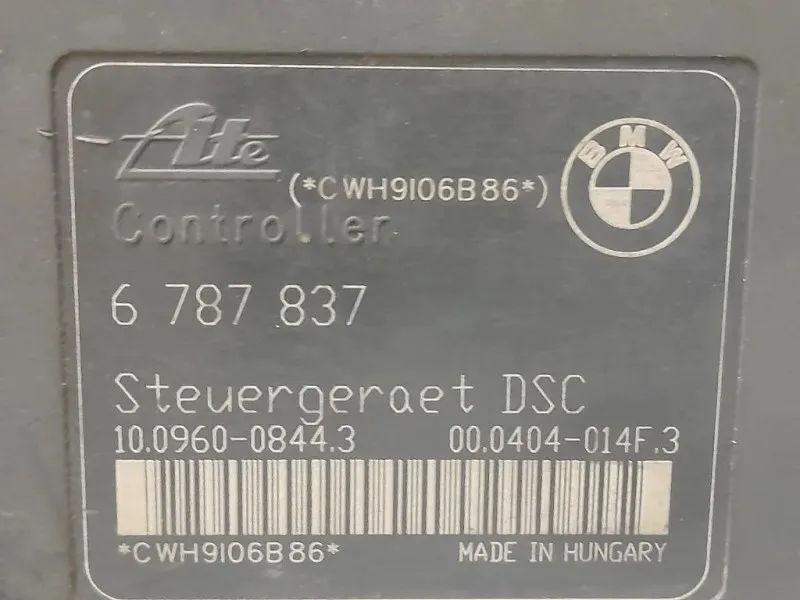 Ate
(*CWH9106B86*)
BMW
Controller
6 787 837
Steuergeraet DSC
10.0960-0844.3 00.0404-014F.3
*CWH9106B86*
MADE IN HUNGARY